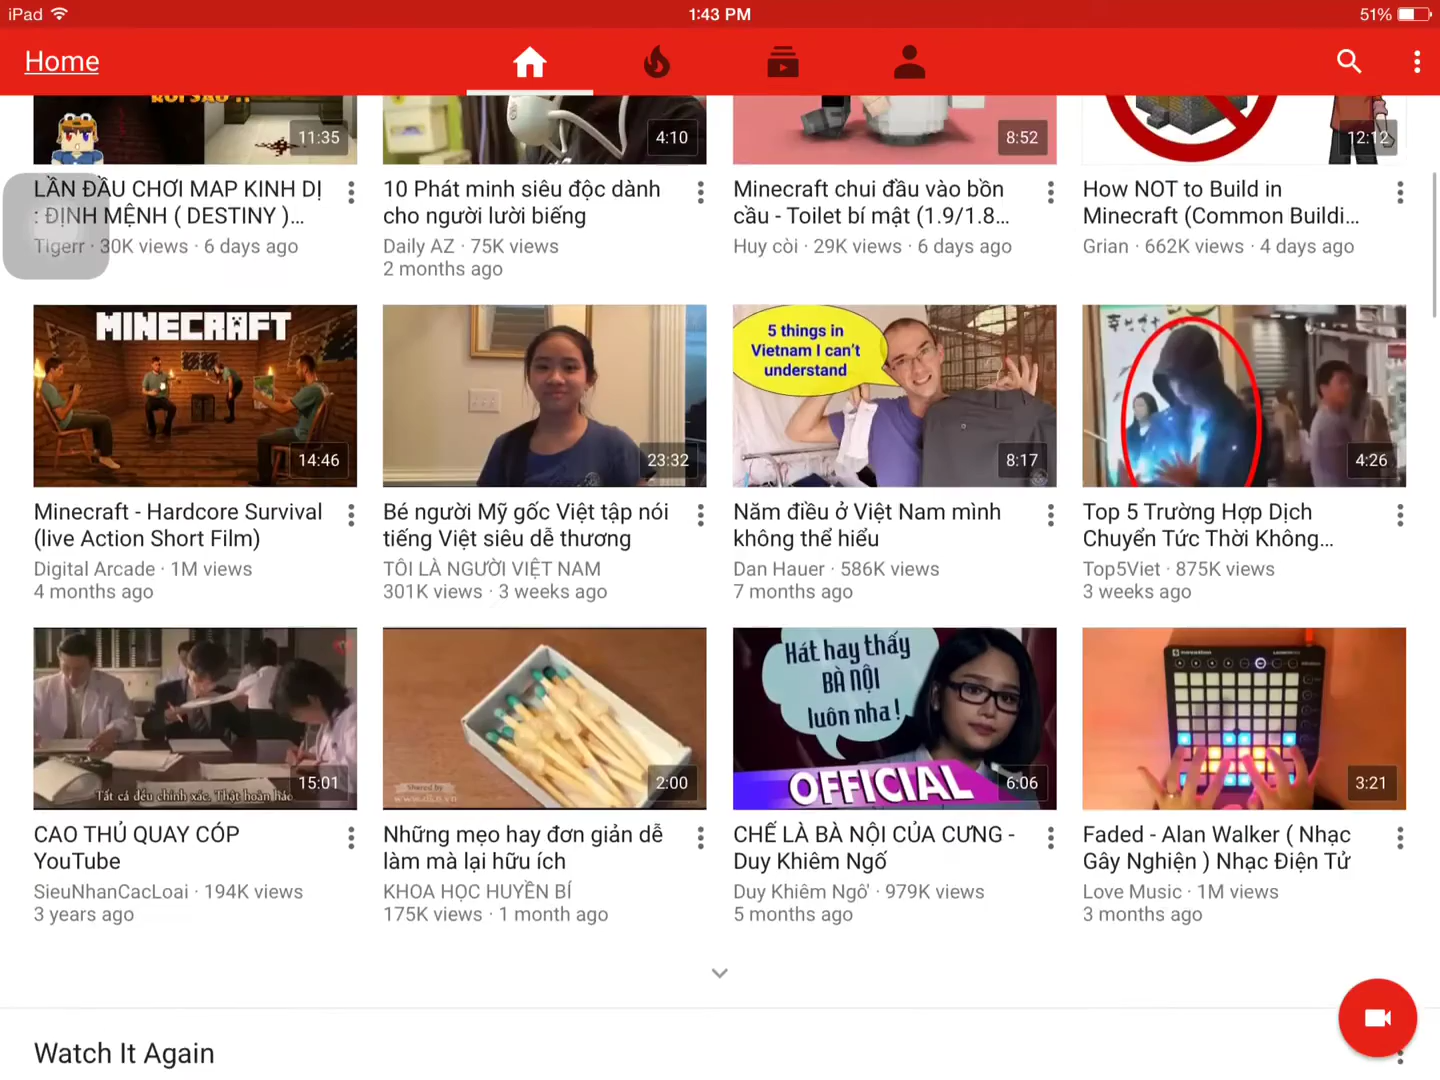 iPad
1:43 PM
51%
Home
11:35
4:10
8:52
12:12
LẦN ĐẦU CHƠI MAP KINH DỊ
: ĐỊNH MỆNH ( DESTINY )...
Tigerr · 30K views · 6 days ago
10 Phát minh siêu độc dành
cho người lười biếng
Daily AZ · 75K views
2 months ago
Minecraft chui đầu vào bồn
cầu - Toilet bí mật (1.9/1.8...
Huy còi · 29K views · 6 days ago
How NOT to Build in
Minecraft (Common Buildi...
Grian · 662K views · 4 days ago
MINECRAFT
14:46
23:32
5 things in
Vietnam I can't
understand
8:17
4:26
Minecraft - Hardcore Survival
(live Action Short Film)
Digital Arcade · 1M views
4 months ago
Bé người Mỹ gốc Việt tập nói
tiếng Việt siêu dễ thương
TÔI LÀ NGƯỜI VIỆT NAM
301K views · 3 weeks ago
Năm điều ở Việt Nam mình
không thể hiểu
Dan Hauer · 586K views
7 months ago
Top 5 Trường Hợp Dịch
Chuyển Tức Thời Không...
Top5Viet · 875K views
3 weeks ago
Tất cả đều chính xác. Thật hoàn hảo
15:01
Shared by
www.dkn.vn
2:00
Hát hay thấy
BÀ NỘI
luôn nha!
OFFICIAL
6:06
3:21
CAO THỦ QUAY CÓP
YouTube
SieuNhanCacLoai · 194K views
3 years ago
Những mẹo hay đơn giản dễ
làm mà lại hữu ích
KHOA HỌC HUYỀN BÍ
175K views · 1 month ago
CHẾ LÀ BÀ NỘI CỦA CƯNG -
Duy Khiêm Ngố
Duy Khiêm Ngô' · 979K views
5 months ago
Faded - Alan Walker ( Nhạc
Gây Nghiện ) Nhạc Điện Tử
Love Music · 1M views
3 months ago
Watch It Again